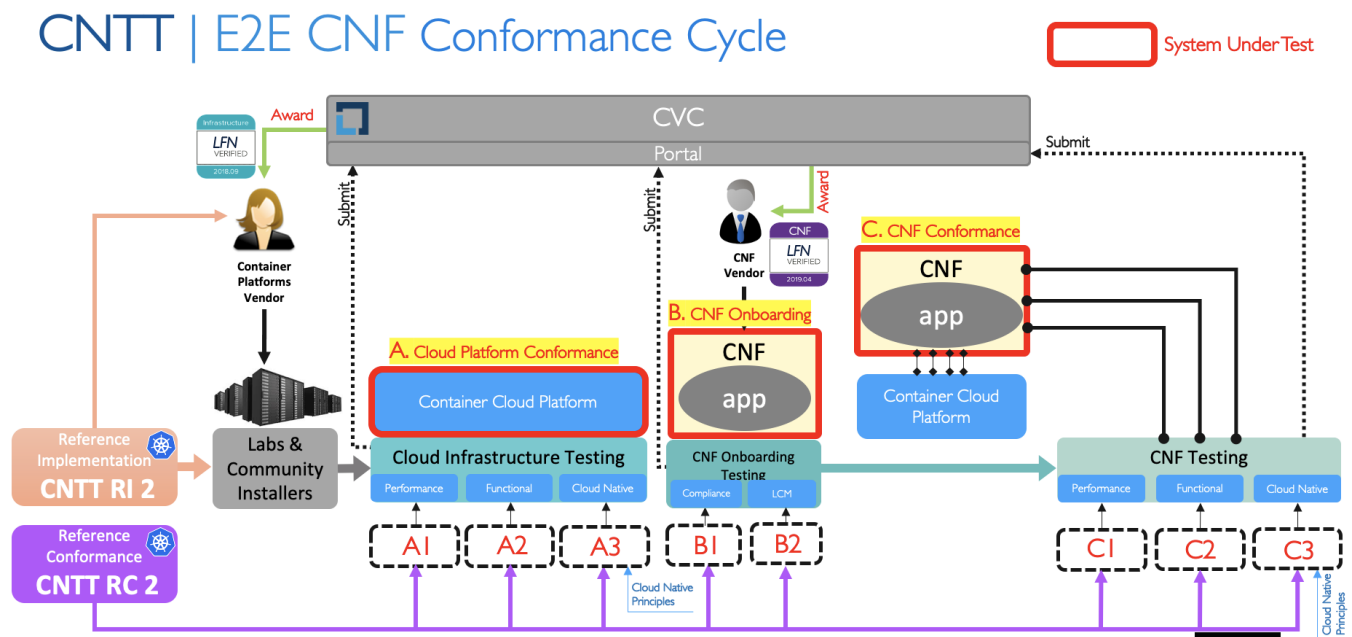 CNTT | E2E CNF Conformance Cycle
System Under Test
CVC
Portal
Award
Infrastructure
LFN
VERIFIED
2018.09
Submit
Submit
Submit
Award
CNF
LFN
VERIFIED
2019.04
Container
Platforms
Vendor
CNF
Vendor
A. Cloud Platform Conformance
Container Cloud Platform
B. CNF Onboarding
CNF
app
C. CNF Conformance
CNF
app
Container Cloud
Platform
Reference
Implementation
CNTT RI 2
Labs &
Community
Installers
Cloud Infrastructure Testing
Performance
Functional
Cloud Native
CNF Onboarding
Testing
Compliance
LCM
CNF Testing
Performance
Functional
Cloud Native
Reference
Conformance
CNTT RC 2
A1
A2
A3
B1
B2
C1
C2
C3
Cloud Native
Principles
Cloud Native
Principles